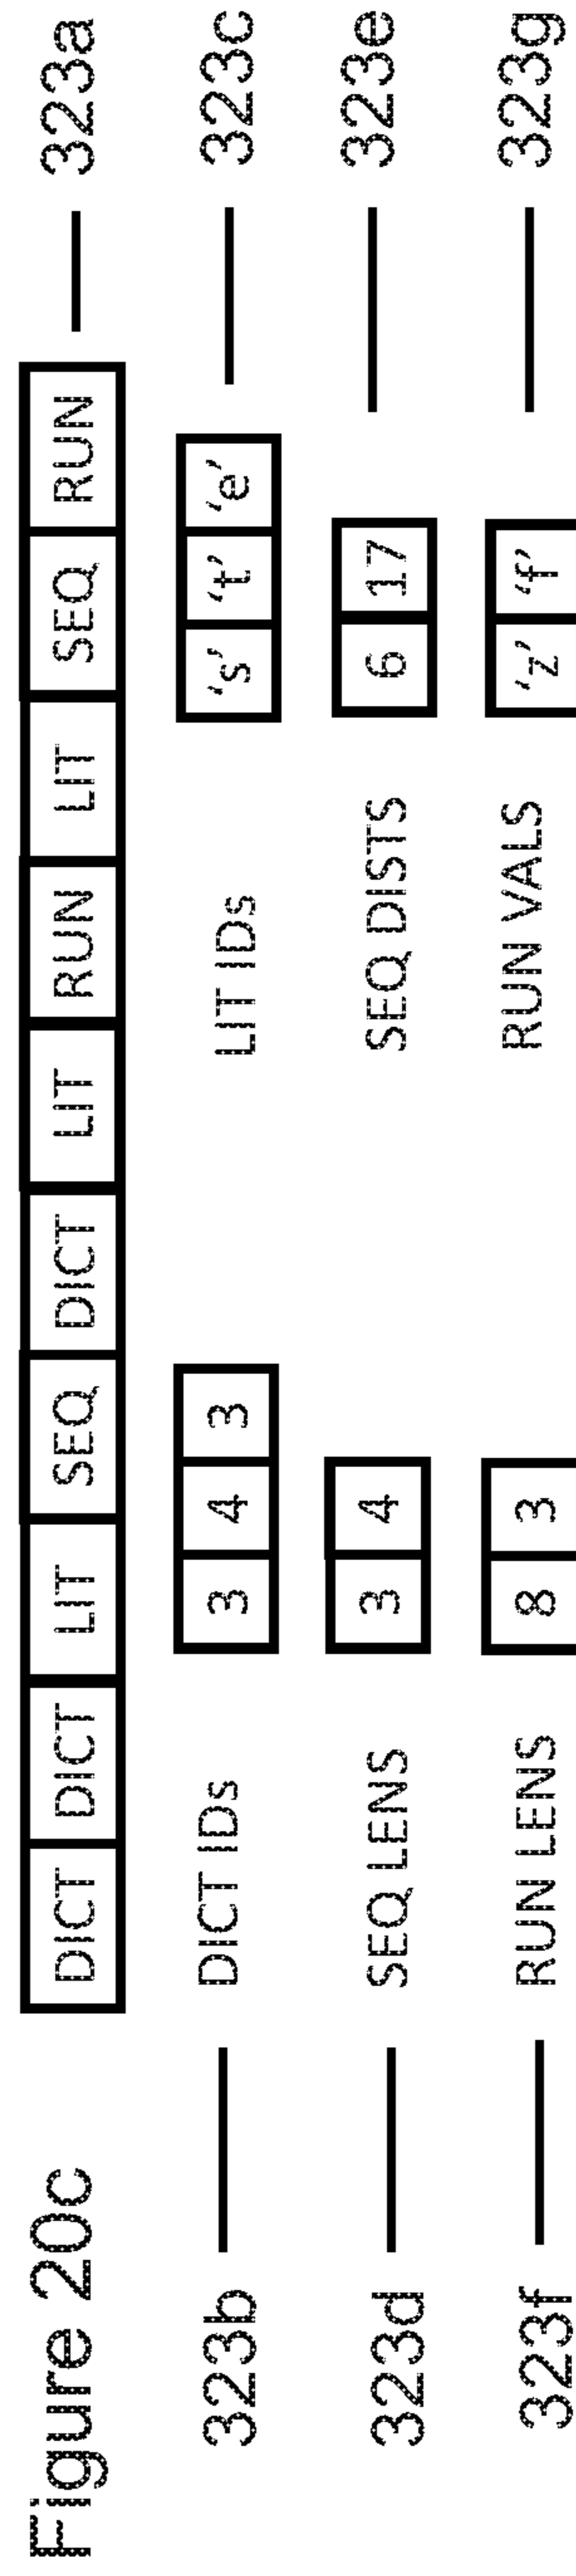 Figure 20c DICT DICT LIT SEQ DICT LIT RUN LIT SEQ RUN 323a
323b DICT IDs 3 4 3 LIT IDs ‘s’ ‘t’ ‘e’ 323c
323d SEQ LENS 3 4 SEQ DISTS 6 17 323e
323f RUN LENS 8 3 RUN VALS ‘z’ ‘f’ 323g